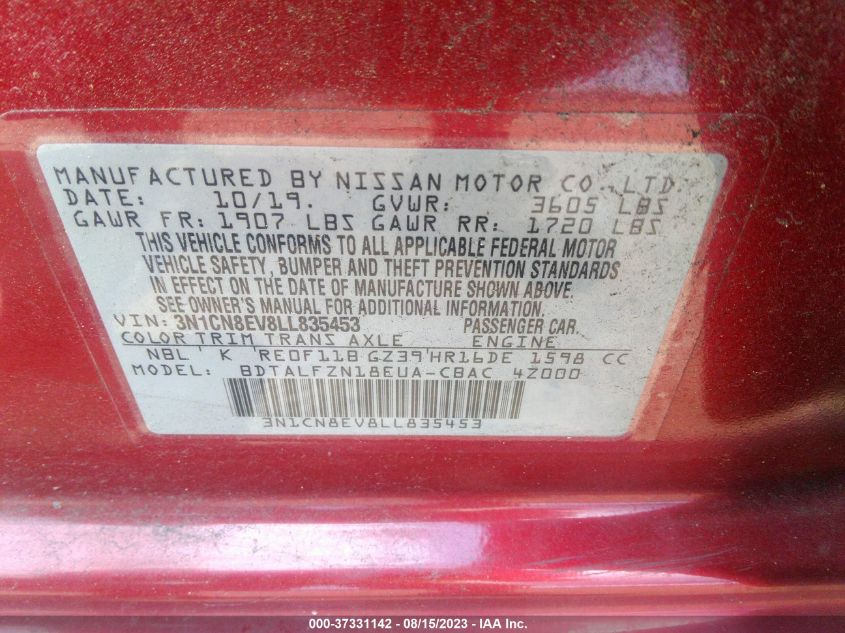 MANUFACTURED BY NISSAN MOTOR CO.,LTD.
DATE: 10/19. GVWR: 3605 LBS
GAWR FR: 1907 LBS GAWR RR: 1720 LBS
THIS VEHICLE CONFORMS TO ALL APPLICABLE FEDERAL MOTOR
VEHICLE SAFETY, BUMPER AND THEFT PREVENTION STANDARDS
IN EFFECT ON THE DATE OF MANUFACTURE SHOWN ABOVE.
SEE OWNER'S MANUAL FOR ADDITIONAL INFORMATION.
VIN: 3N1CN8EV8LL835453 PASSENGER CAR.
COLOR TRIM TRANS AXLE ENGINE
NBL ' K 'RE0F11B GZ39'HR16DE 1598 CC
MODEL: BDTALFZN18EUA-CBAC 4Z000
3N1CN8EV8LL835453
000-37331142 - 08/15/2023 - IAA Inc.